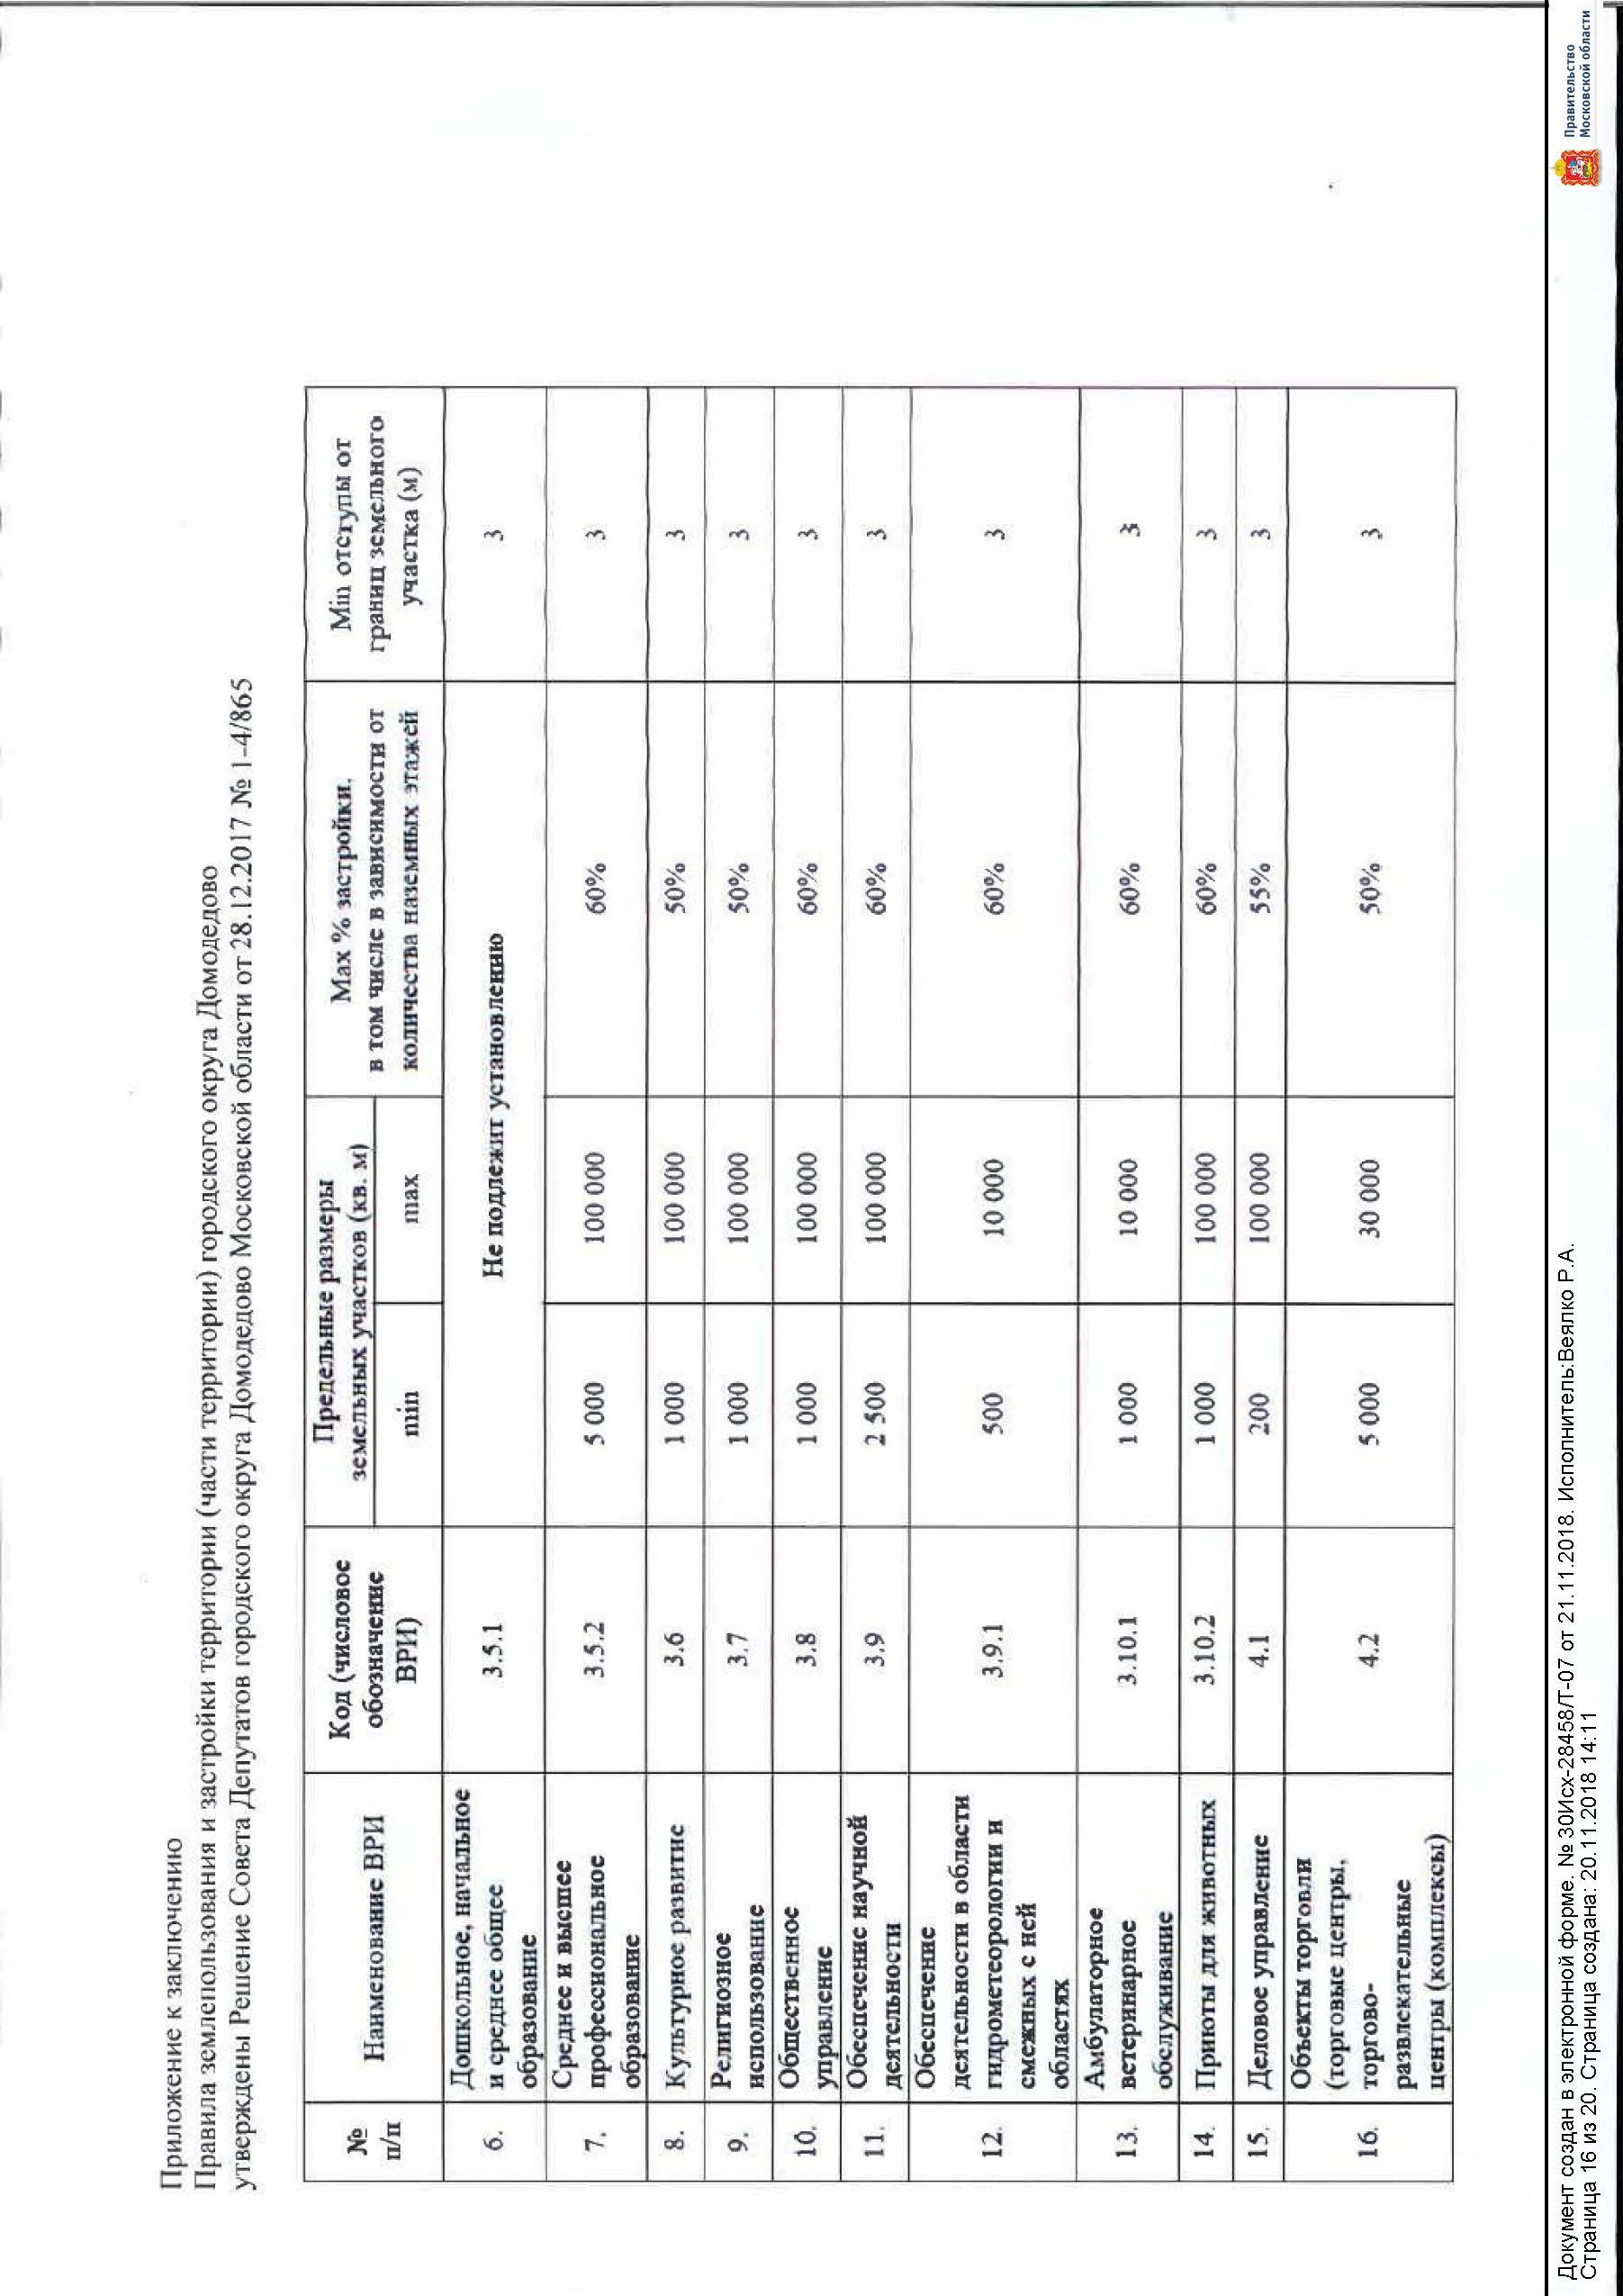 Приложение к заключению
Правила землепользования и застройки территории (части территории) городского округа Домодедово
утверждены Решение Совета Депутатов городского округа Домодедово Московской области от 28.12.2017 № 1-4/865
№
п/п
Наименование ВРИ
Код (числовое
обозначение
ВРИ)
Предельные размеры
земельных участков (кв. м)
min
max
Max % застройки,
в том числе в зависимости от
количества наземных этажей
Min отступы от
границ земельного
участка (м)
6.
Дошкольное, начальное
и среднее общее
образование
3.5.1
Не подлежит установлению
3
7.
Среднее и высшее
профессиональное
образование
3.5.2
5 000
100 000
60%
3
8.
Культурное развитие
3.6
1 000
100 000
50%
3
9.
Религиозное
использование
3.7
1 000
100 000
50%
3
10.
Общественное
управление
3.8
1 000
100 000
60%
3
11.
Обеспечение научной
деятельности
3.9
2 500
100 000
60%
3
12.
Обеспечение
деятельности в области
гидрометеорологии и
смежных с ней
областях
3.9.1
500
10 000
60%
3
13.
Амбулаторное
ветеринарное
обслуживание
3.10.1
1 000
10 000
60%
3
14.
Приюты для животных
3.10.2
1 000
100 000
60%
3
15.
Деловое управление
4.1
200
100 000
55%
3
16.
Объекты торговли
(торговые центры,
торгово-
развлекательные
центры (комплексы)
4.2
5 000
30 000
50%
3
Документ создан в электронной форме. № 30Исх-28458/Т-07 от 21.11.2018. Исполнитель:Веялко Р.А.
Страница 16 из 20. Страница создана: 20.11.2018 14:11
Правительство
Московской области